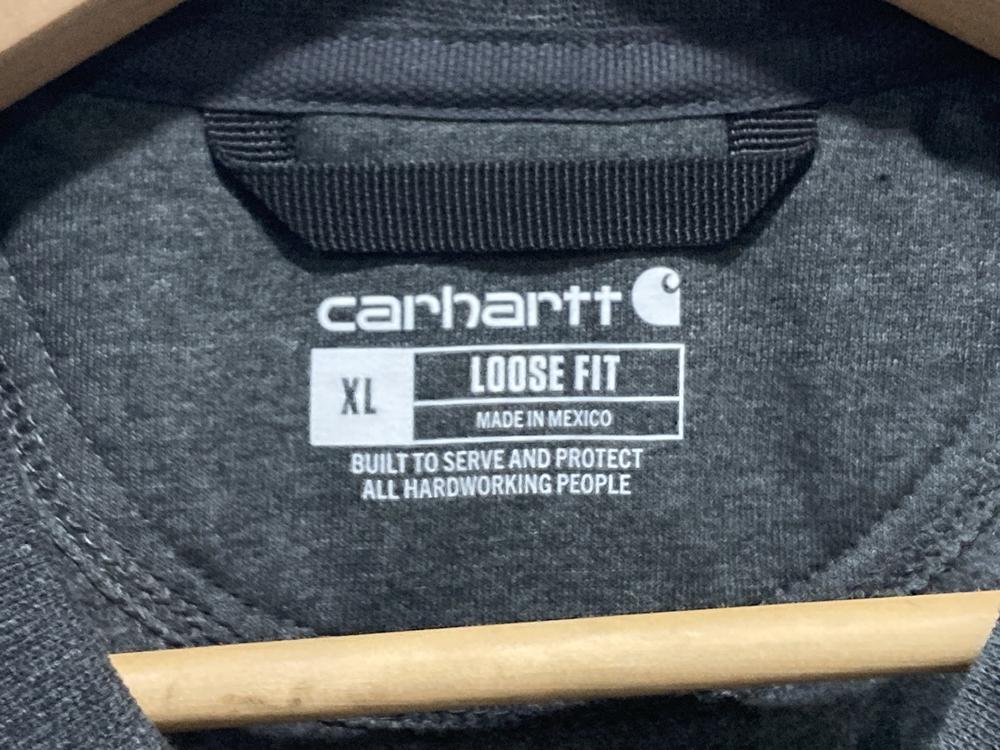 carhartt
XL
LOOSE FIT
MADE IN MEXICO
BUILT TO SERVE AND PROTECT
ALL HARDWORKING PEOPLE